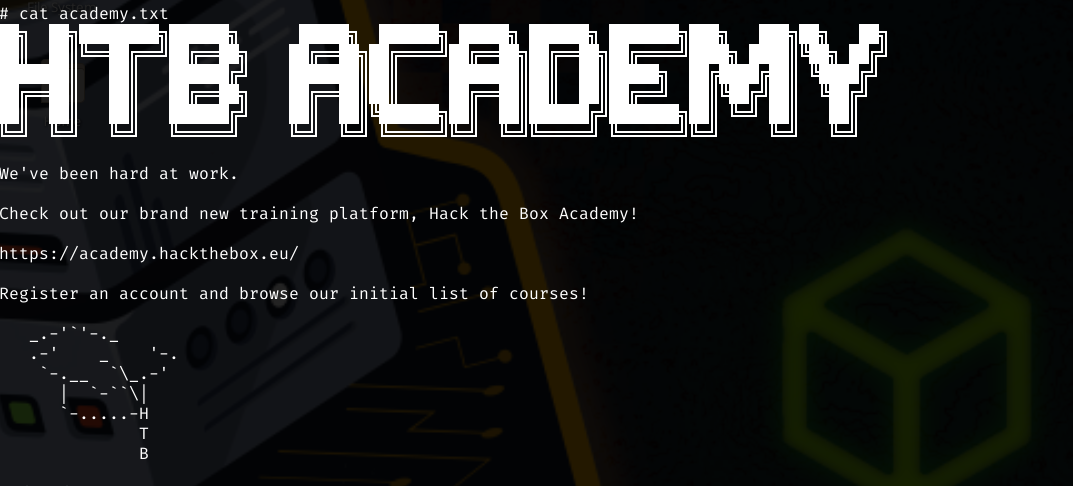 # cat academy.txt
HTB ACADEMY
We've been hard at work.
Check out our brand new training platform, Hack the Box Academy!
https://academy.hackthebox.eu/
Register an account and browse our initial list of courses!
H
T
B